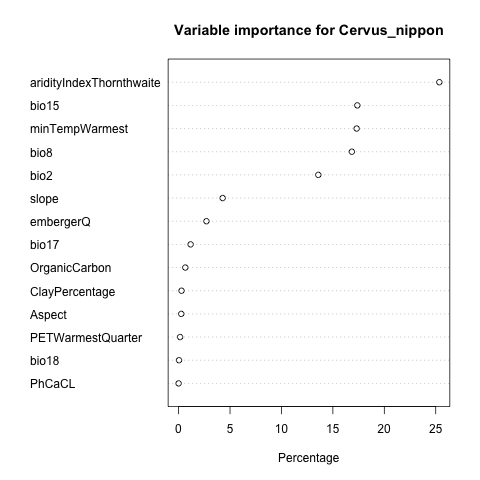 Variable importance for Cervus_nippon
aridityIndexThornthwaite
bio15
minTempWarmest
bio8
bio2
slope
embergerQ
bio17
OrganicCarbon
ClayPercentage
Aspect
PETWarmestQuarter
bio18
PhCaCL
0 5 10 15 20 25
Percentage